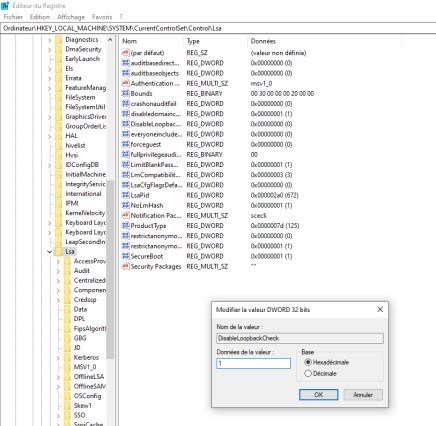 Éditeur du Registre
Fichier Edition Affichage Favoris ?
Ordinateur\HKEY_LOCAL_MACHINE\SYSTEM\CurrentControlSet\Control\Lsa
Diagnostics
DmaSecurity
EarlyLaunch
Els
Errata
FeatureManag
FileSystem
FileSystemUtil
GraphicsDrive
GroupOrderLis
HAL
hivelist
Hvsi
IDConfigDB
InitialMachine
IntegrityServic
International
IPMI
KernelVelocity
Keyboard Layc
Keyboard Layc
LeapSecondIn
Lsa
AccessProv
Audit
Centralized
Componen
Credssp
Data
DPL
FipsAlgorit
GBG
JD
Kerberos
MSV1_0
OfflineLSA
OfflineSAM
OSConfig
Skew1
SSO
SspiCache
Nom Type Données
(par défaut) REG_SZ (valeur non définie)
auditbasedirect... REG_DWORD 0x00000000 (0)
auditbaseobjects REG_DWORD 0x00000000 (0)
Authentication ... REG_MULTI_SZ msv1_0
Bounds REG_BINARY 00 30 00 00 00 20 00 00
crashonauditfail REG_DWORD 0x00000000 (0)
disabledomainc... REG_DWORD 0x00000001 (1)
DisableLoopbac... REG_DWORD 0x00000000 (0)
everyoneinclude... REG_DWORD 0x00000000 (0)
forceguest REG_DWORD 0x00000000 (0)
fullprivilegeaudi... REG_BINARY 00
LimitBlankPass... REG_DWORD 0x00000001 (1)
LmCompatibilit... REG_DWORD 0x00000003 (3)
LsaCfgFlagsDefa... REG_DWORD 0x00000000 (0)
LsaPid REG_DWORD 0x000002a0 (672)
NoLmHash REG_DWORD 0x00000001 (1)
Notification Pac... REG_MULTI_SZ scecli
ProductType REG_DWORD 0x0000007d (125)
restrictanonymo... REG_DWORD 0x00000000 (0)
restrictanonymo... REG_DWORD 0x00000001 (1)
SecureBoot REG_DWORD 0x00000001 (1)
Security Packages REG_MULTI_SZ ""
Modifier la valeur DWORD 32 bits
Nom de la valeur :
DisableLoopbackCheck
Données de la valeur :
1
Base
Hexadécimale
Décimale
OK Annuler